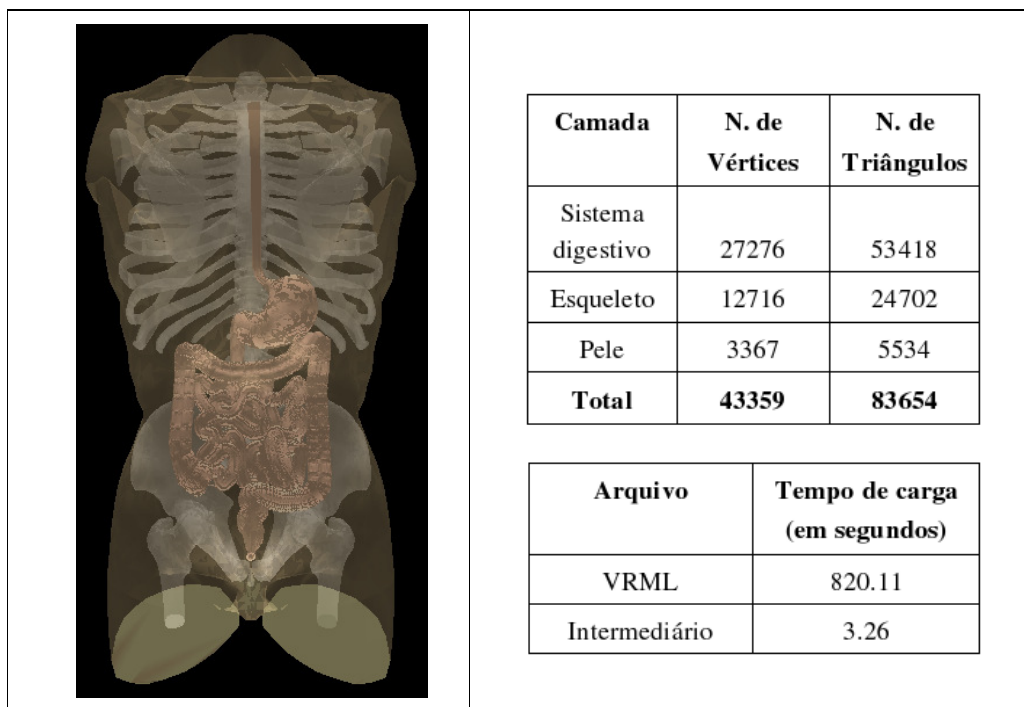 Camada N. de Vértices N. de Triângulos
Sistema digestivo 27276 53418
Esqueleto 12716 24702
Pele 3367 5534
Total 43359 83654
Arquivo Tempo de carga (em segundos)
VRML 820.11
Intermediário 3.26